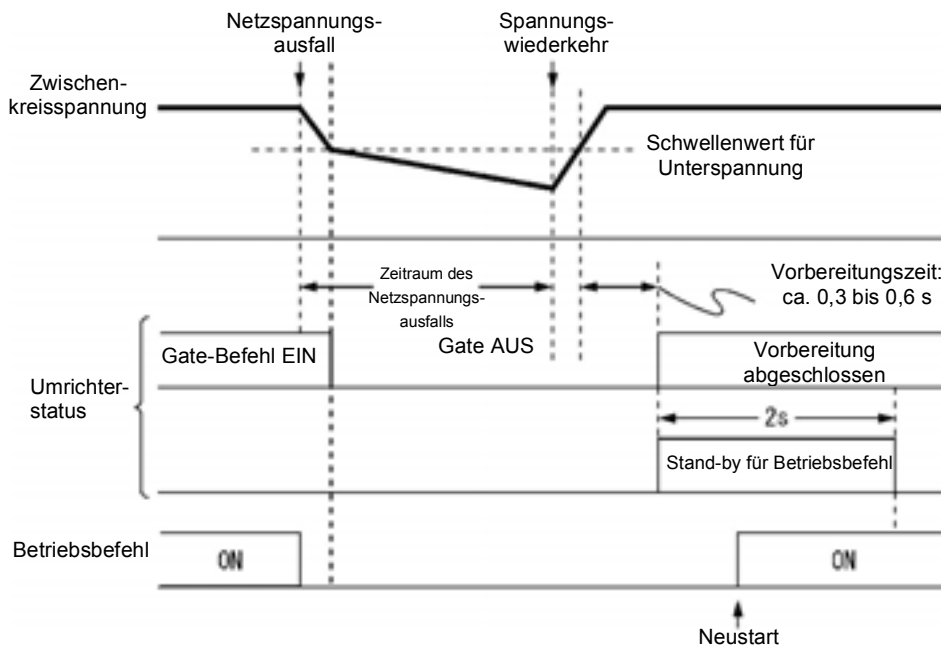 Netzspannungs-
ausfall
Spannungs-
wiederkehr
Zwischen-
kreisspannung
Schwellenwert für
Unterspannung
Zeitraum des
Netzspannungs-
ausfalls
Vorbereitungszeit:
ca. 0,3 bis 0,6 s
Gate-Befehl EIN
Gate AUS
Vorbereitung
abgeschlossen
Umrichter-
status
2s
Stand-by für Betriebsbefehl
Betriebsbefehl
ON
ON
Neustart